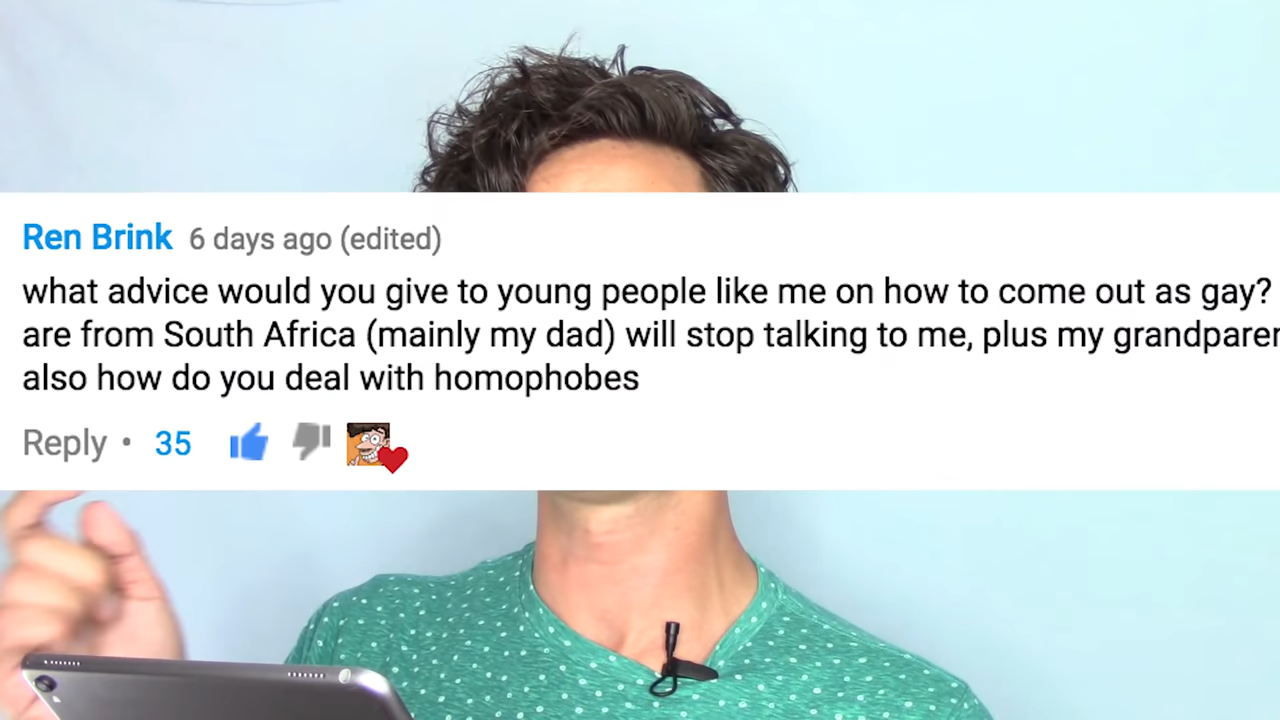 Ren Brink 6 days ago (edited)
what advice would you give to young people like me on how to come out as gay?
are from South Africa (mainly my dad) will stop talking to me, plus my
also how do you deal with homophobes
Reply • 35